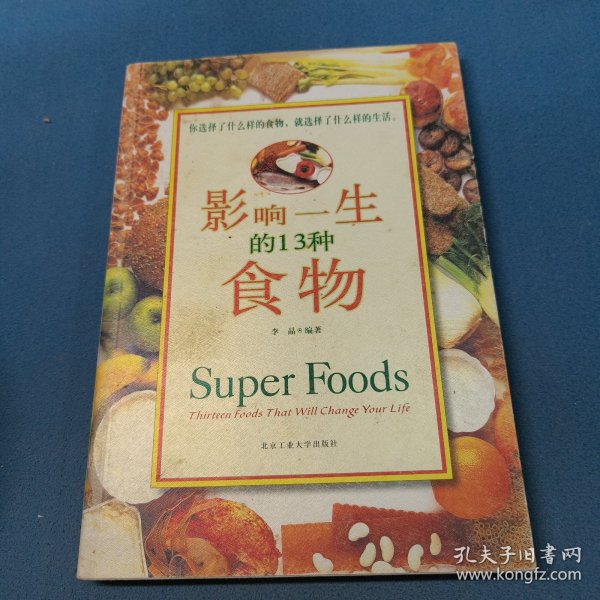 你选择了什么样的食物、就选择了什么样的生活。
影响一生
的13种
食物
李晶®编著
Super Foods
Thirteen Foods That Will Change Your Life
北京工业大学出版社
孔夫子旧书网
www.kongfz.com